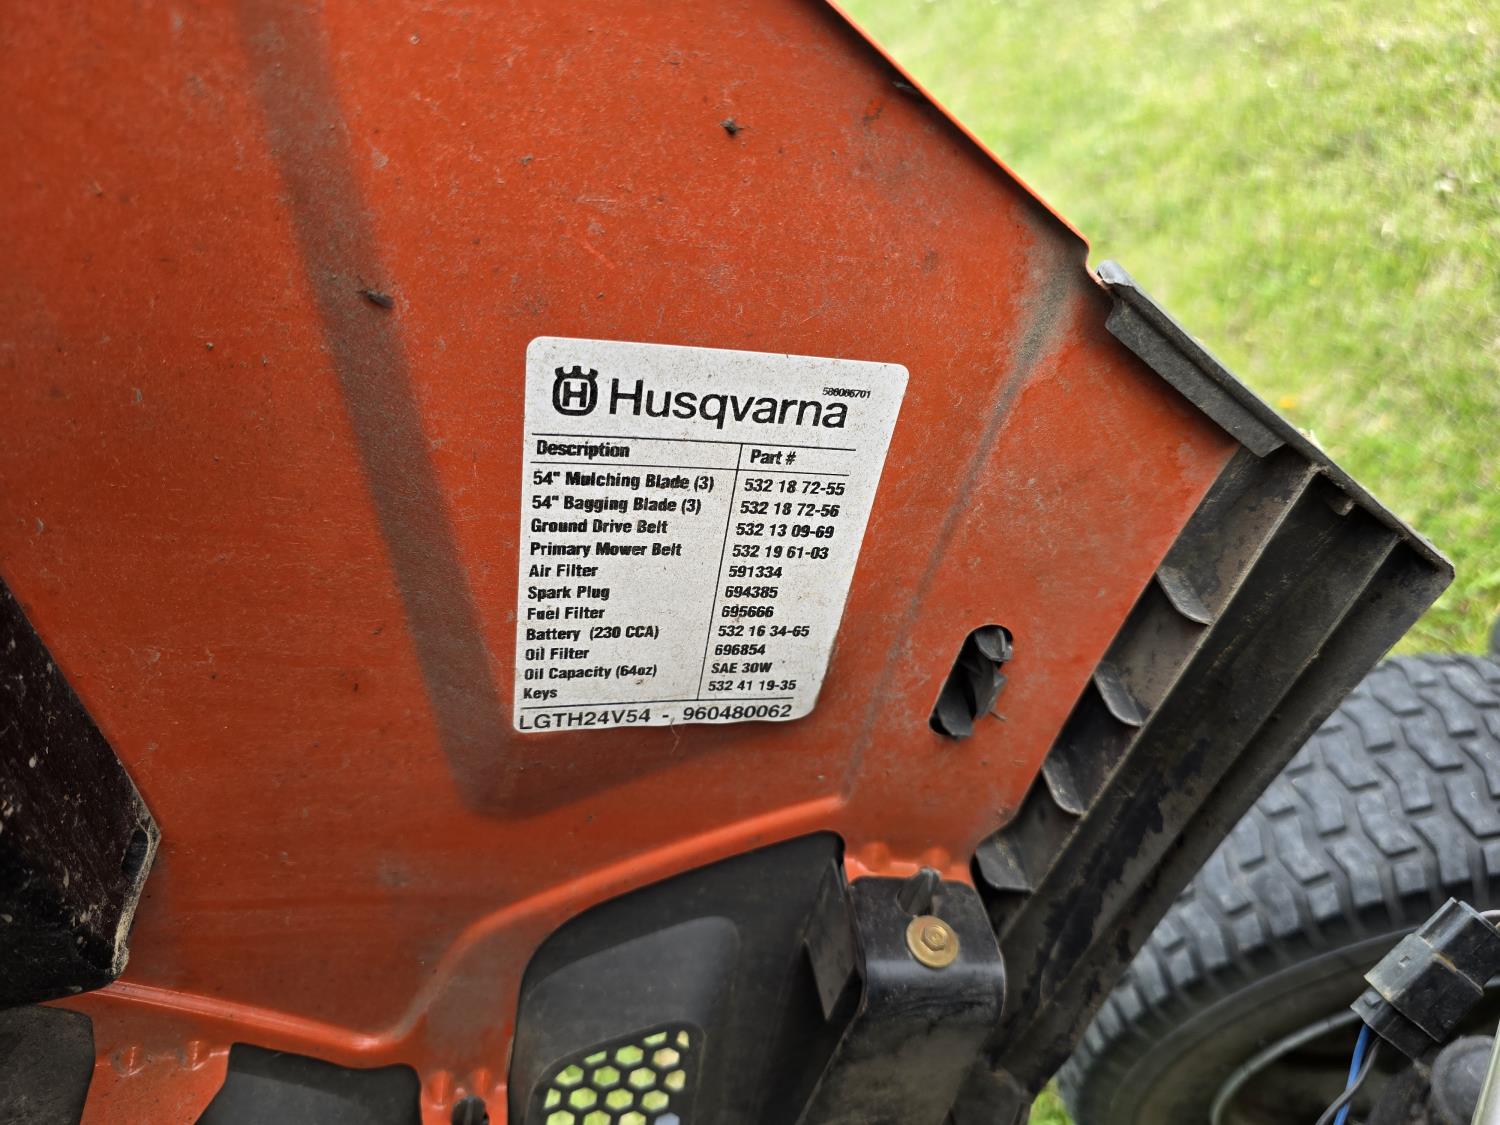 588086701
Husqvarna
Description Part #
54" Mulching Blade (3) 532 18 72-55
54" Bagging Blade (3) 532 18 72-56
Ground Drive Belt 532 13 09-69
Primary Mower Belt 532 19 61-03
Air Filter 591334
Spark Plug 694385
Fuel Filter 695666
Battery (230 CCA) 532 16 34-65
Oil Filter 696854
Oil Capacity (64oz) SAE 30W
Keys 532 41 19-35
LGTH24V54 - 960480062